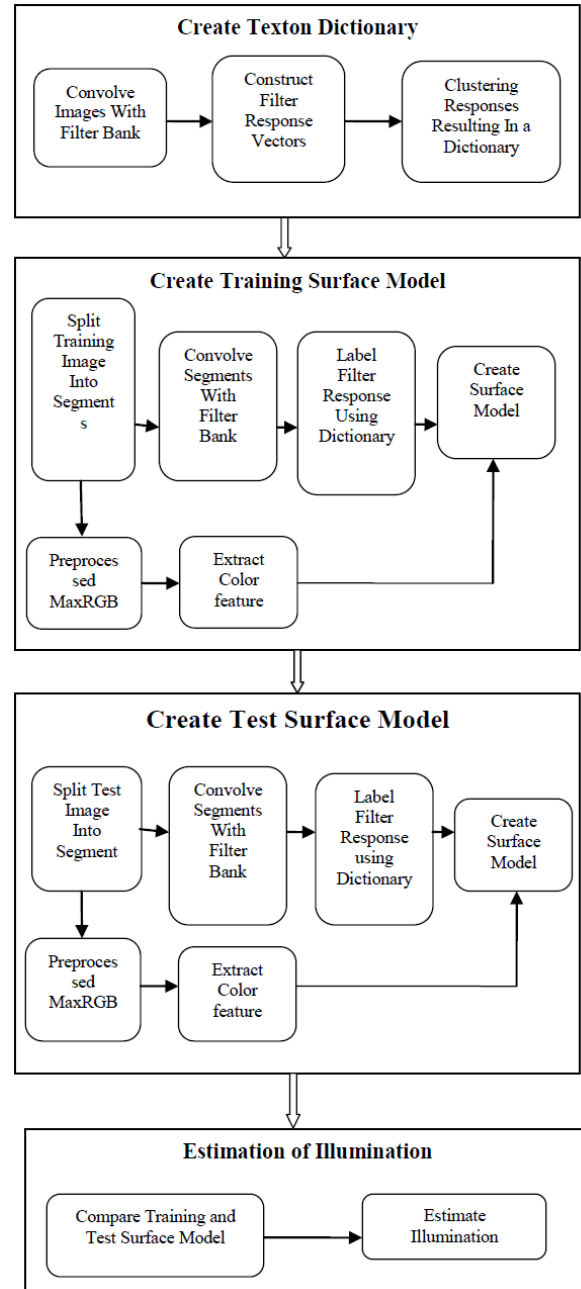 Create Texton Dictionary
Convolve
Images With
Filter Bank
Construct
Filter
Response
Vectors
Clustering
Responses
Resulting In a
Dictionary
Create Training Surface Model
Split
Training
Image
Into
Segment
s
Convolve
Segments
With
Filter
Bank
Label
Filter
Response
Using
Dictionary
Create
Surface
Model
Preproces
sed
MaxRGB
Extract
Color
feature
Create Test Surface Model
Split Test
Image
Into
Segment
Convolve
Segments
With
Filter
Bank
Label
Filter
Response
using
Dictionary
Create
Surface
Model
Preproces
sed
MaxRGB
Extract
Color
feature
Estimation of Illumination
Compare Training and
Test Surface Model
Estimate
Illumination